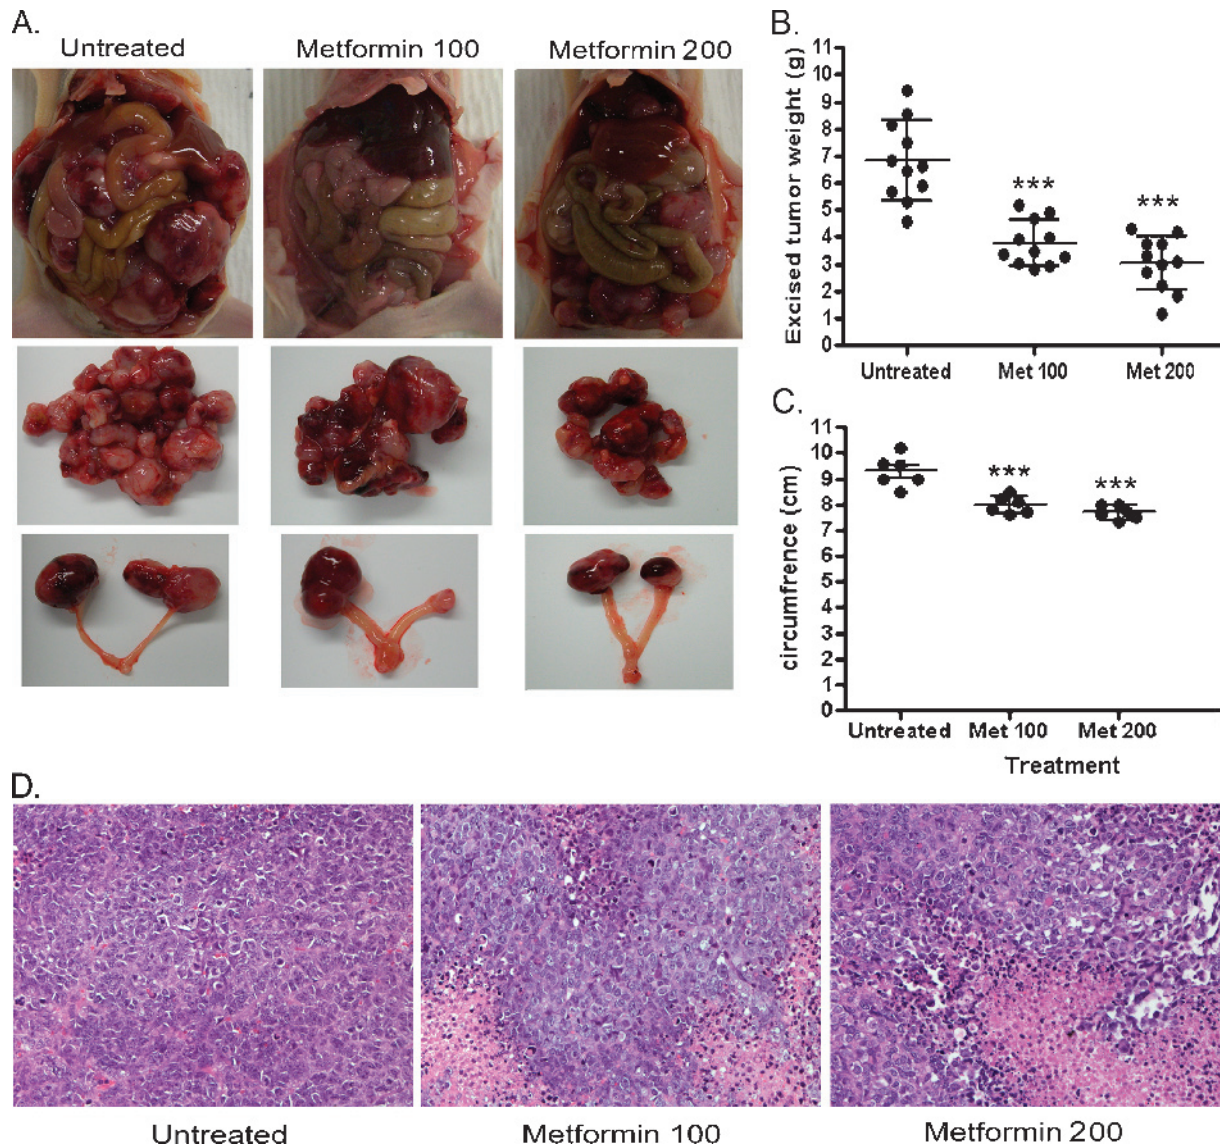 A.
Untreated
Metformin 100
Metformin 200
B.
Excised tumor weight (g)
11
10
9
8
7
6
5
4
3
2
1
0
***
***
Untreated
Met 100
Met 200
C.
circumfrence (cm)
11
10
9
8
7
6
5
4
3
2
1
0
***
***
Untreated
Met 100
Met 200
Treatment
D.
Untreated
Metformin 100
Metformin 200